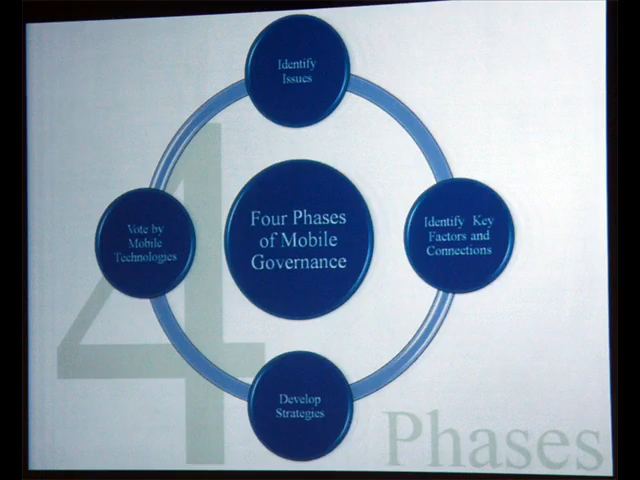 Identify
Issues
Four Phases
of Mobile
Governance
Identify Key
Factors and
Connections
Develop
Strategies
Vote by
Mobile
Technologies
4
Phases